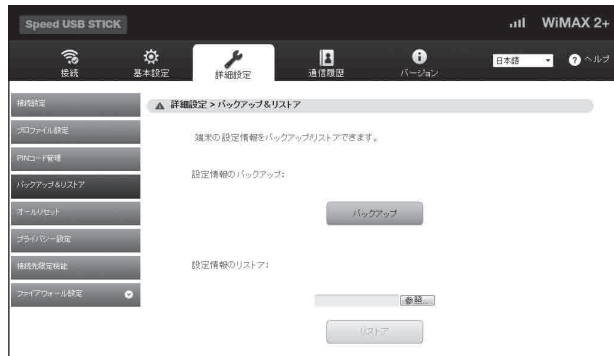 Speed USB STICK
WiMAX 2+
接続
基本設定
詳細設定
通信履歴
バージョン
日本語
ヘルプ
接続設定
プロファイル設定
PINコード管理
バックアップ&リストア
オールリセット
プライバシー設定
接続先限定機能
ファイアウォール設定
詳細設定 > バックアップ&リストア
端末の設定情報をバックアップ/リストアできます。
設定情報のバックアップ:
バックアップ
設定情報のリストア:
参照...
リストア